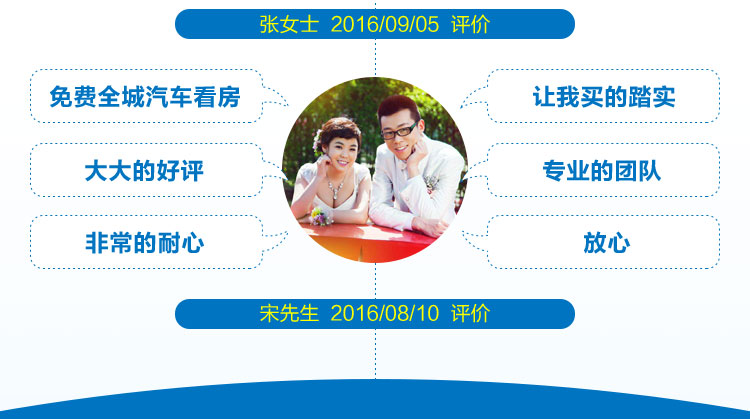 张女士 2016/09/05 评价
免费全城汽车看房
让我买的踏实
大大的好评
专业的团队
非常的耐心
放心
宋先生 2016/08/10 评价